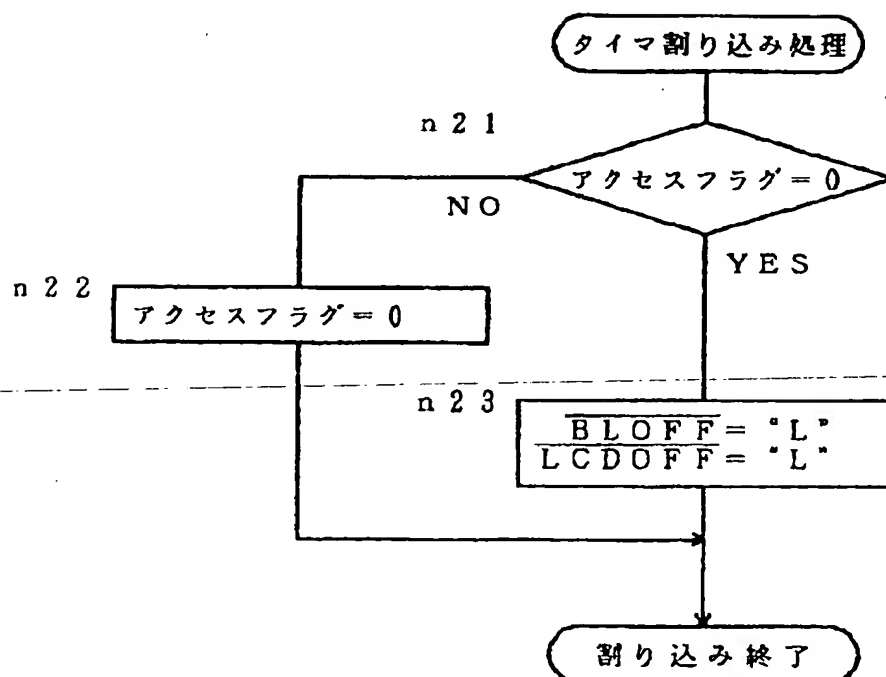 タイマ割り込み処理
n21
アクセスフラグ=0
NO
YES
n22
アクセスフラグ=0
n23
BLOFF="L"
LCDOFF="L"
割り込み終了